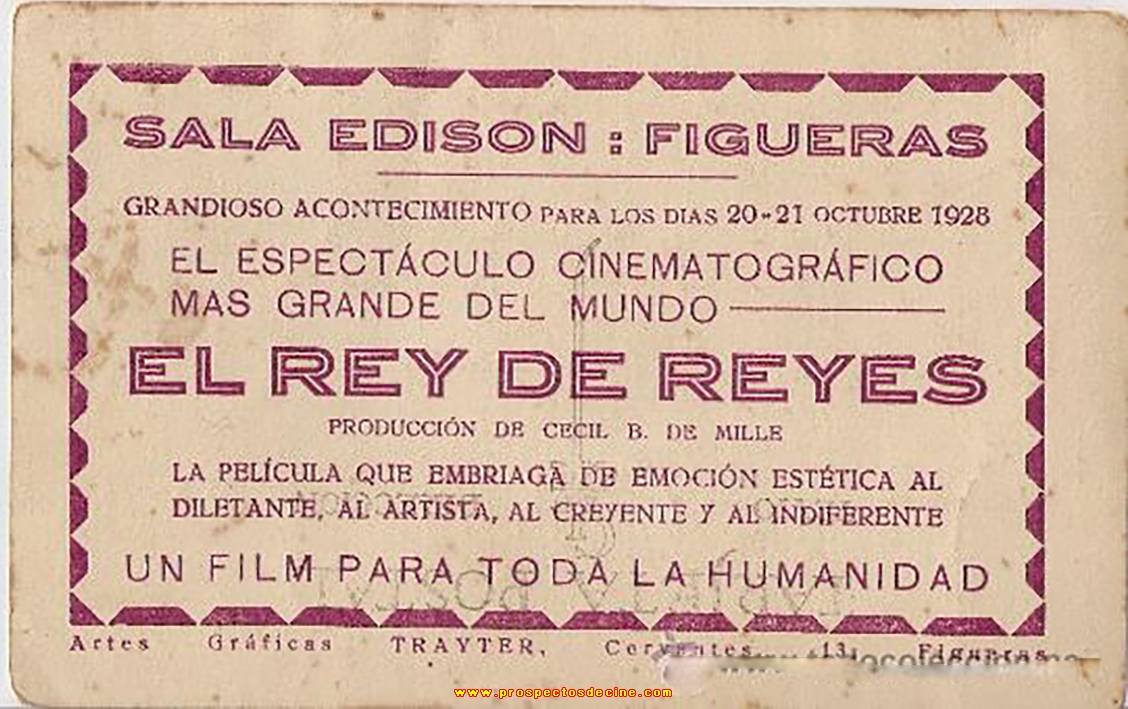 SALA EDISON : FIGUERAS
GRANDIOSO ACONTECIMIENTO PARA LOS DIAS 20-21 OCTUBRE 1928
EL ESPECTÁCULO CINEMATOGRÁFICO
MAS GRANDE DEL MUNDO
EL REY DE REYES
PRODUCCIÓN DE CECIL B. DE MILLE
LA PELÍCULA QUE EMBRIAGA DE EMOCIÓN ESTÉTICA AL
DILETANTE, AL ARTISTA, AL CREYENTE Y AL INDIFERENTE
UN FILM PARA TODA LA HUMANIDAD
Artes Gráficas TRAYTER, Cervantes, 13, Figueras
www.prospectosdecine.com